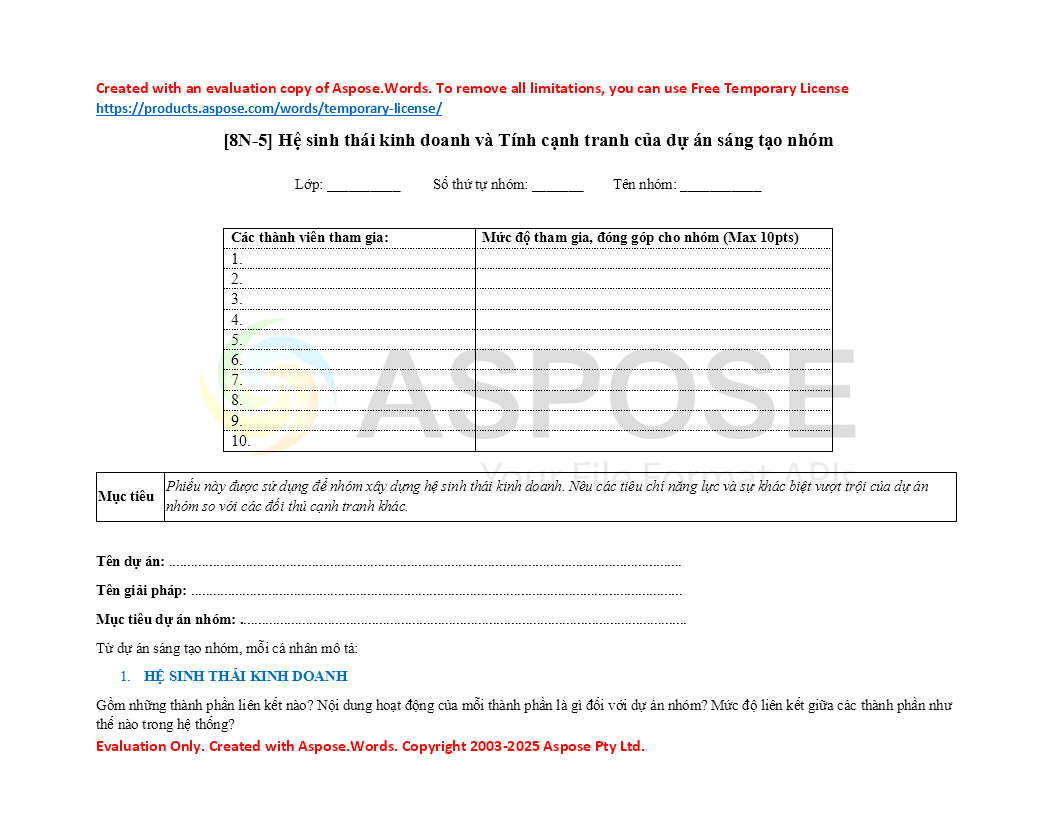 Created with an evaluation copy of Aspose.Words. To remove all limitations, you can use Free Temporary License
https://products.aspose.com/words/temporary-license/
[8N-5] Hệ sinh thái kinh doanh và Tính cạnh tranh của dự án sáng tạo nhóm
Lớp: __________ Số thứ tự nhóm: _______ Tên nhóm: ___________
Các thành viên tham gia: Mức độ tham gia, đóng góp cho nhóm (Max 10pts)
1.
2.
3.
4.
5.
6.
7.
8.
9.
10.
ASPOSE
Your File Format APIs
Mục tiêu Phiếu này được sử dụng để nhóm xây dựng hệ sinh thái kinh doanh. Nêu các tiêu chí năng lực và sự khác biệt vượt trội của dự án
nhóm so với các đối thủ cạnh tranh khác.
Tên dự án: ............................................................................................................................................
Tên giải pháp: ......................................................................................................................................
Mục tiêu dự án nhóm: .........................................................................................................................
Từ dự án sáng tạo nhóm, mỗi cá nhân mô tả:
1. HỆ SINH THÁI KINH DOANH
Gồm những thành phần liên kết nào? Nội dung hoạt động của mỗi thành phần là gì đối với dự án nhóm? Mức độ liên kết giữa các thành phần như
thế nào trong hệ thống?
Evaluation Only. Created with Aspose.Words. Copyright 2003-2025 Aspose Pty Ltd.